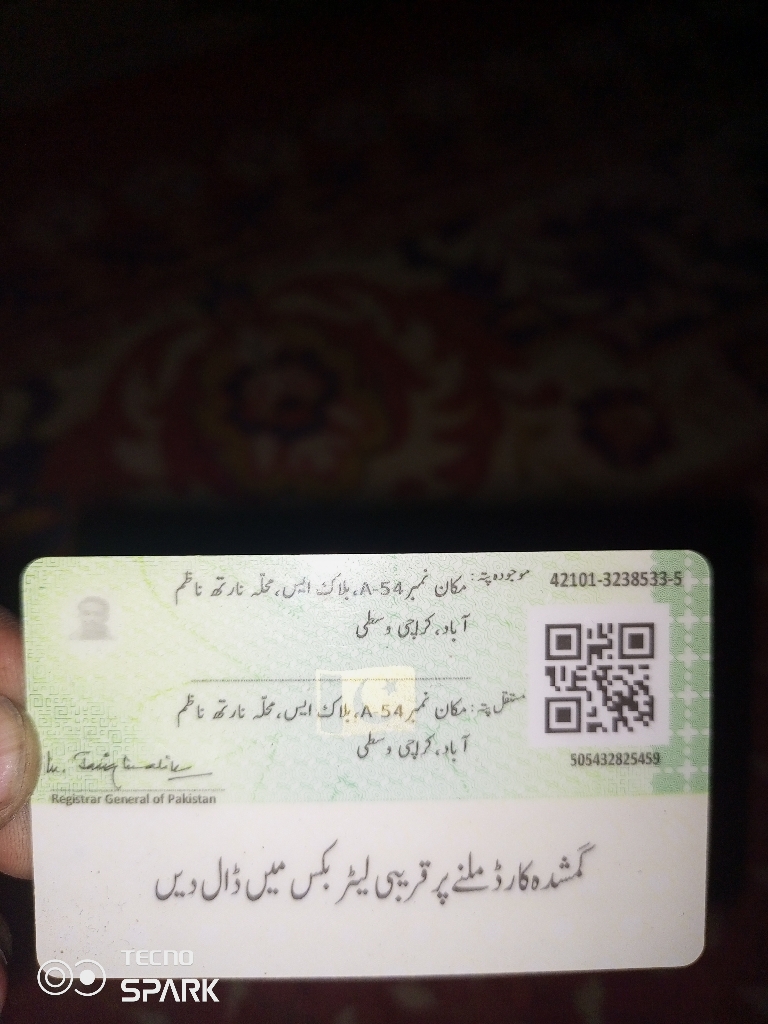 42101-3238533-5
موجودہ پتہ: مکان نمبر A-54، بلاک ایس، محلّہ نارتھ ناظم
آباد، کراچی وسطی
مستقل پتہ: مکان نمبر A-54، بلاک ایس، محلّہ نارتھ ناظم
آباد، کراچی وسطی
505432825459
Registrar General of Pakistan
گمشدہ کارڈ ملنے پر قریبی لیٹر بکس میں ڈال دیں
TECNO
SPARK